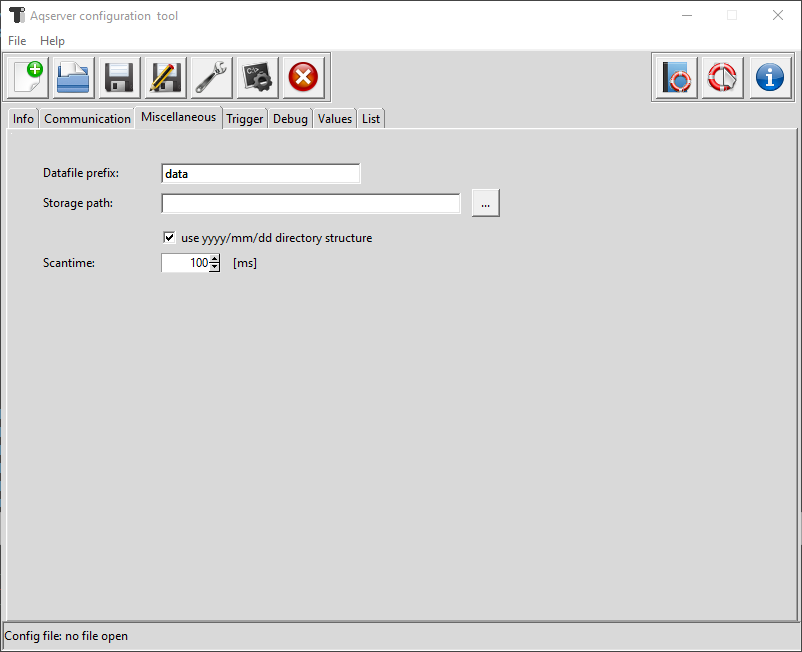 Aqserver configuration  tool
File Help
Info Communication Miscellaneous Trigger Debug Values List
Datafile prefix: data
Storage path: ...
use yyyy/mm/dd directory structure
Scantime: 100 [ms]
Config file: no file open